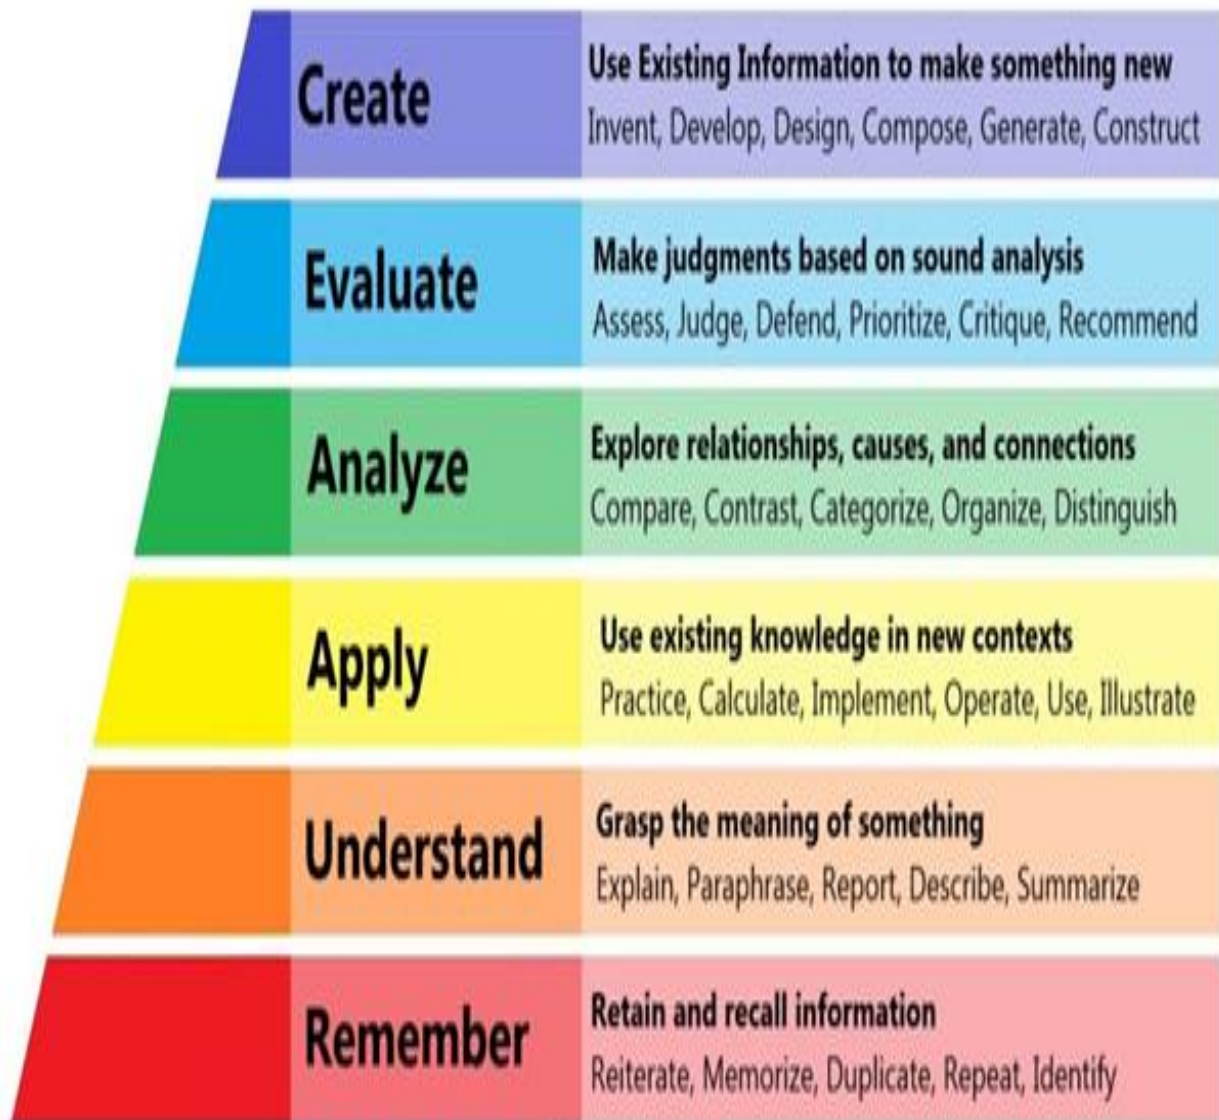 Create
Use Existing Information to make something new
Invent, Develop, Design, Compose, Generate, Construct
Evaluate
Make judgments based on sound analysis
Assess, Judge, Defend, Prioritize, Critique, Recommend
Analyze
Explore relationships, causes, and connections
Compare, Contrast, Categorize, Organize, Distinguish
Apply
Use existing knowledge in new contexts
Practice, Calculate, Implement, Operate, Use, Illustrate
Understand
Grasp the meaning of something
Explain, Paraphrase, Report, Describe, Summarize
Remember
Retain and recall information
Reiterate, Memorize, Duplicate, Repeat, Identify